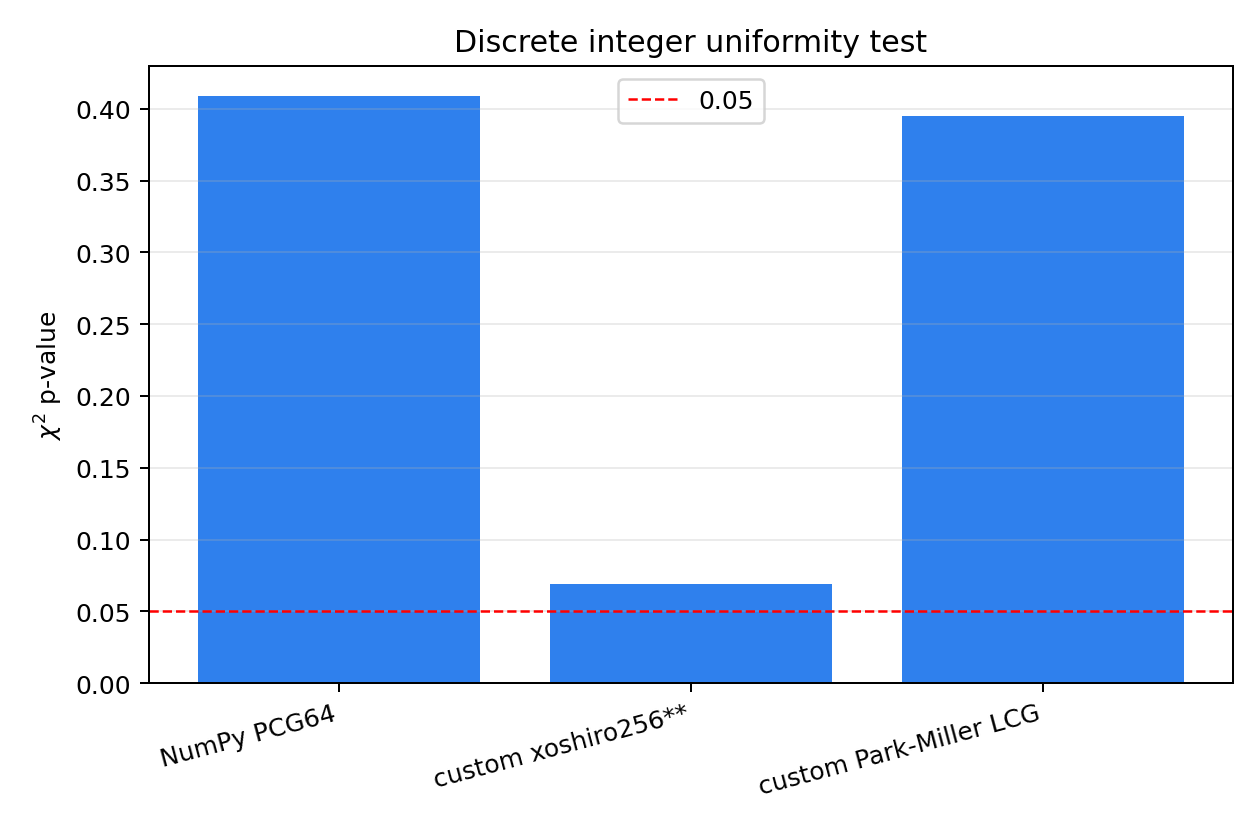 Discrete integer uniformity test
0.05
χ² p-value
0.40
0.35
0.30
0.25
0.20
0.15
0.10
0.05
0.00
NumPy PCG64
custom xoshiro256**
custom Park-Miller LCG